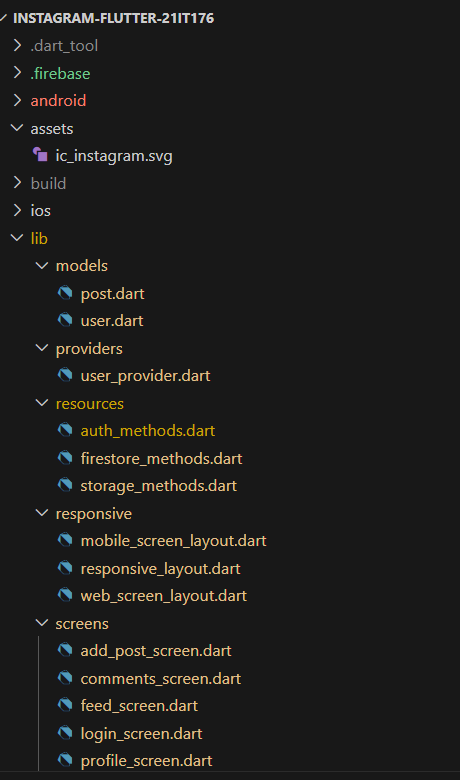 INSTAGRAM-FLUTTER-21IT176
.dart_tool
.firebase
android
assets
ic_instagram.svg
build
ios
lib
models
post.dart
user.dart
providers
user_provider.dart
resources
auth_methods.dart
firestore_methods.dart
storage_methods.dart
responsive
mobile_screen_layout.dart
responsive_layout.dart
web_screen_layout.dart
screens
add_post_screen.dart
comments_screen.dart
feed_screen.dart
login_screen.dart
profile_screen.dart